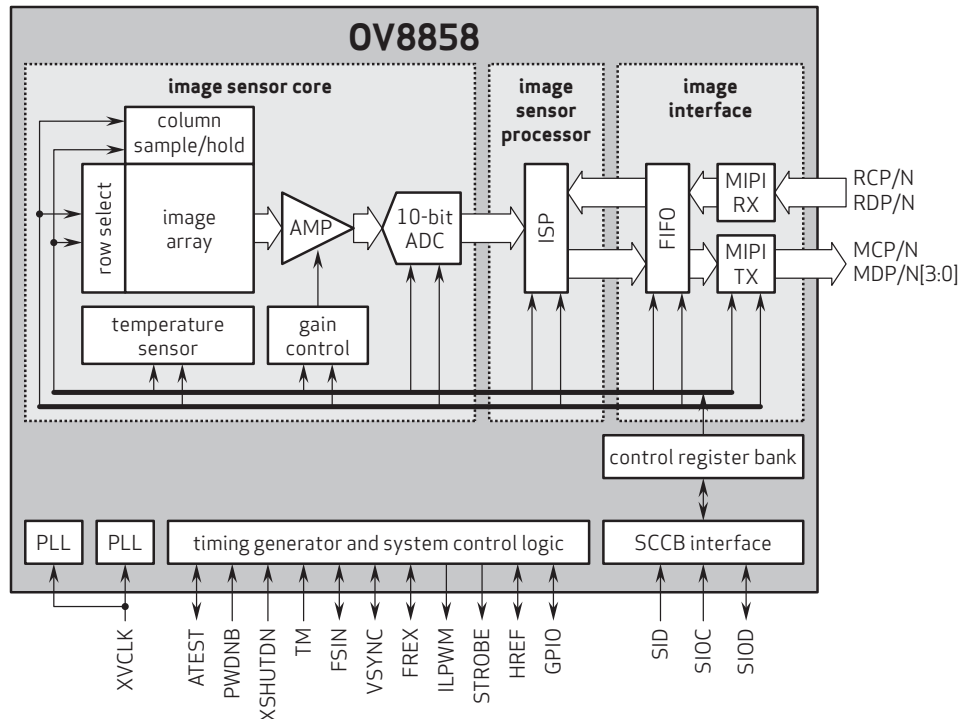 OV8858
image sensor core
image
sensor
processor
image
interface
column
sample/hold
row select
image
array
AMP
10-bit
ADC
ISP
FIFO
MIPI
RX
MIPI
TX
RCP/N
RDP/N
MCP/N
MDP/N[3:0]
temperature
sensor
gain
control
control register bank
PLL
PLL
timing generator and system control logic
SCCB interface
XVCLK
ATEST
PWDNB
XSHUTDN
TM
FSIN
VSYNC
FREX
ILPWM
STROBE
HREF
GPIO
SID
SIOC
SIOD